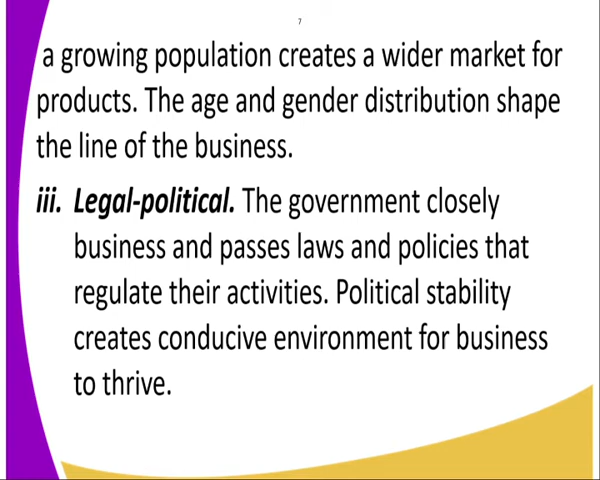 7
a growing population creates a wider market for
products. The age and gender distribution shape
the line of the business.
iii. Legal-political. The government closely
business and passes laws and policies that
regulate their activities. Political stability
creates conducive environment for business
to thrive.